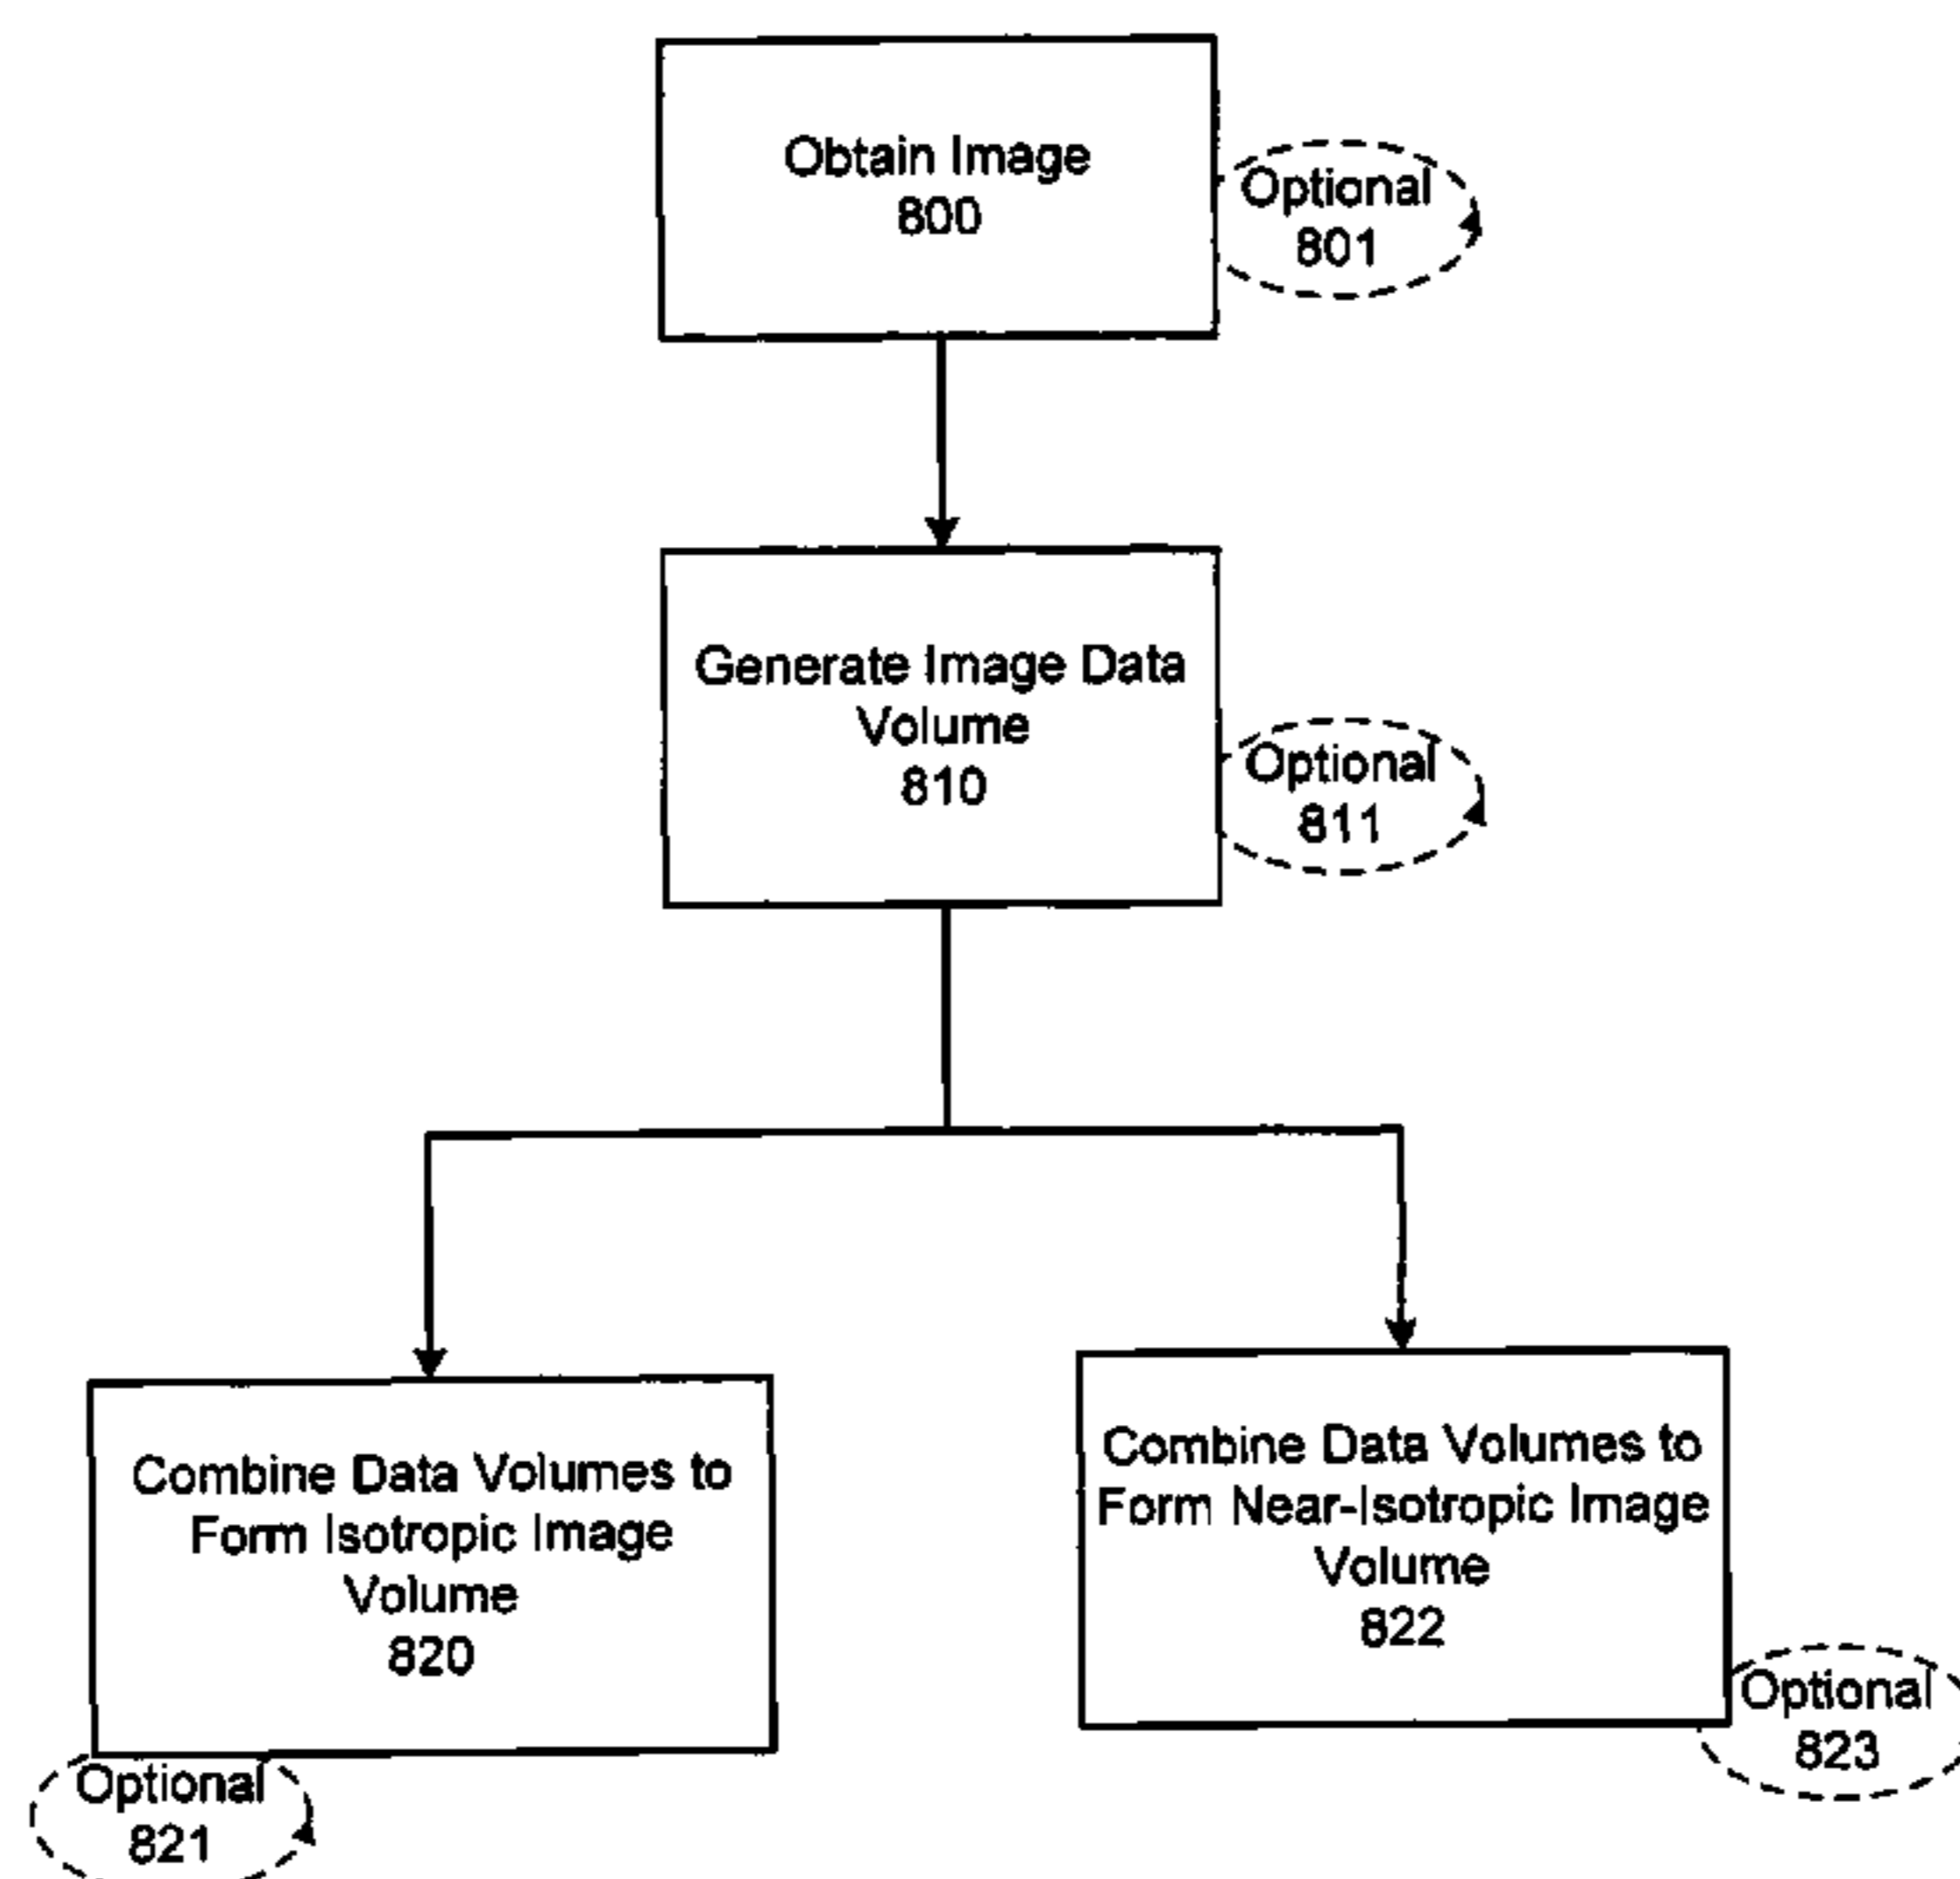 Obtain Image
800
Optional
801
Generate Image Data
Volume
810
Optional
811
Combine Data Volumes to
Form Isotropic Image
Volume
820
Optional
821
Combine Data Volumes to
Form Near-Isotropic Image
Volume
822
Optional
823